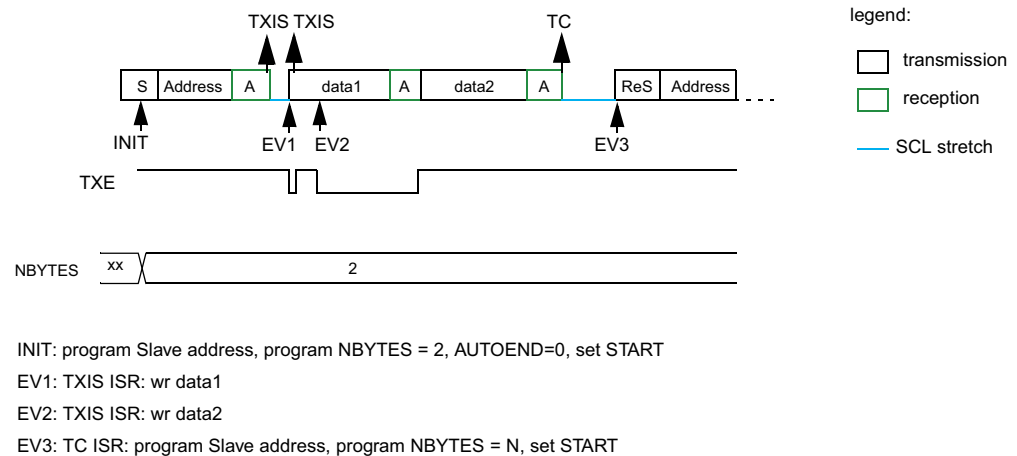 legend:
TXIS TXIS
TC
transmission
S Address A data1 A data2 A ReS Address
reception
INIT
EV1 EV2
EV3
SCL stretch
TXE
NBYTES xx 2
INIT: program Slave address, program NBYTES = 2, AUTOEND=0, set START
EV1: TXIS ISR: wr data1
EV2: TXIS ISR: wr data2
EV3: TC ISR: program Slave address, program NBYTES = N, set START